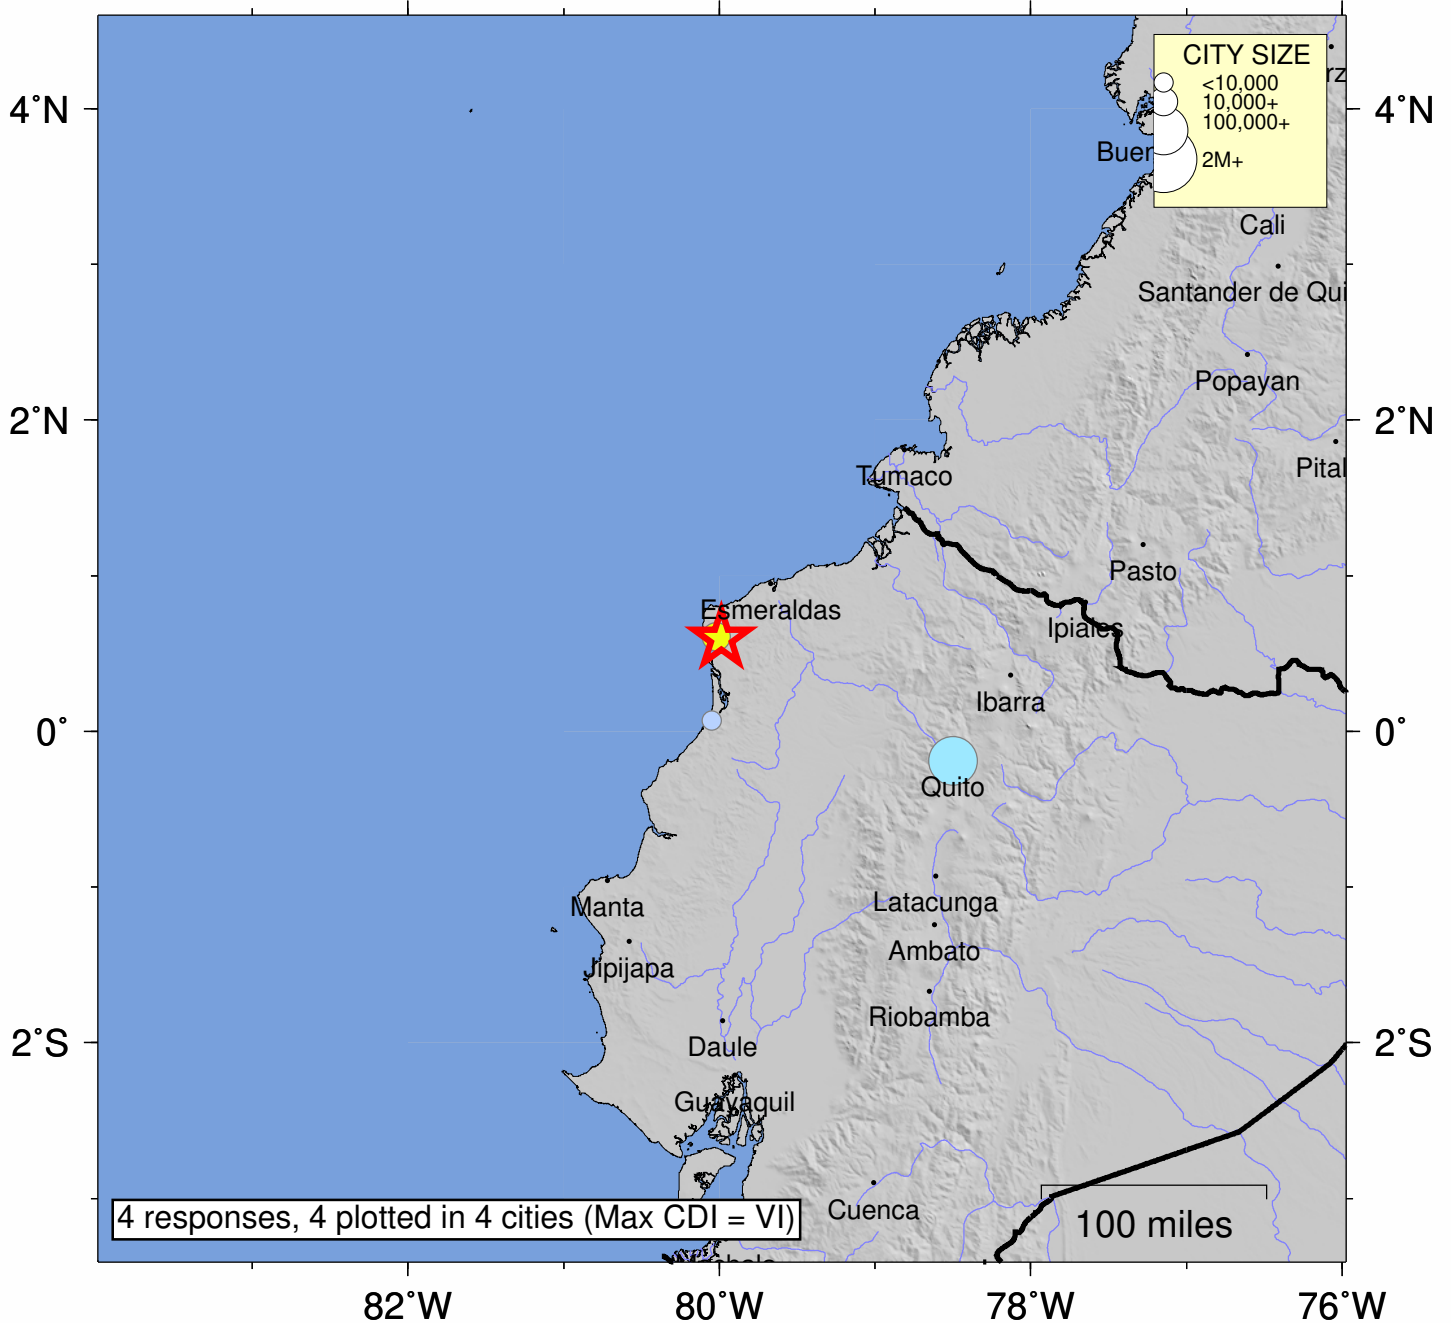 CITY SIZE
<10,000
10,000+
100,000+
2M+
4˚N
4˚N
Buen
Cali
Santander de Qui
Popayan
2˚N
2˚N
Pital
Tumaco
Pasto
Esmeraldas
Ipiales
Ibarra
0˚
0˚
Quito
Latacunga
Manta
Ambato
Jipijapa
Riobamba
Daule
2˚S
2˚S
Guayaquil
Cuenca
4 responses, 4 plotted in 4 cities (Max CDI = VI)
100 miles
82˚W
80˚W
78˚W
76˚W